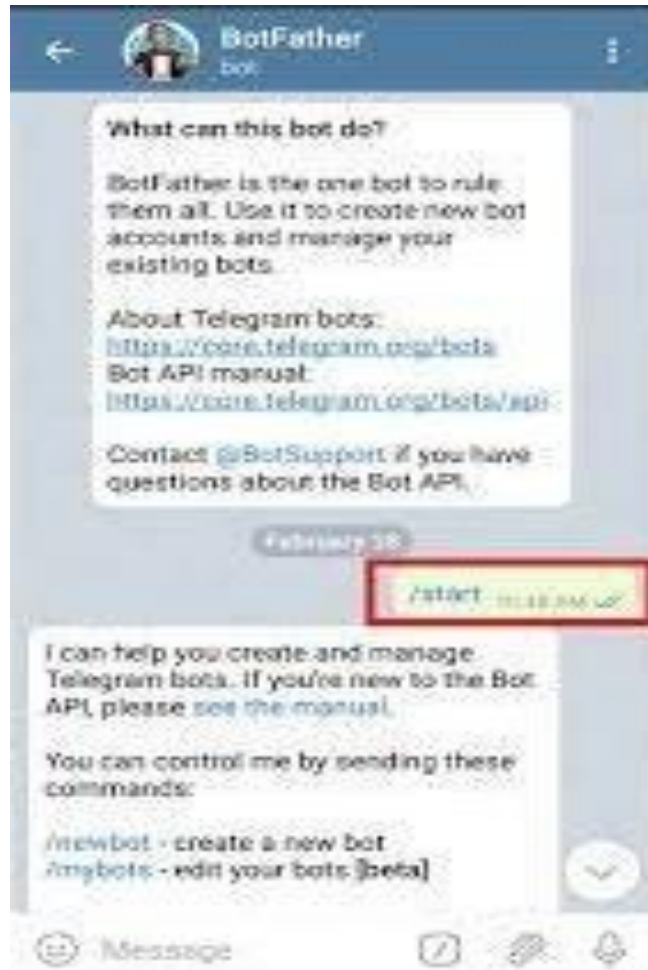 BotFather
bot
What can this bot do?
BotFather is the one bot to rule
them all. Use it to create new bot
accounts and manage your
existing bots.
About Telegram bots:
https://core.telegram.org/bots
Bot API manual:
https://core.telegram.org/bots/api
Contact @BotSupport if you have
questions about the Bot API.
February
/start
I can help you create and manage
Telegram bots. If you're new to the Bot
API, please see the manual.
You can control me by sending these
commands:
/newbot - create a new bot
/mybots - edit your bots [beta]
Message